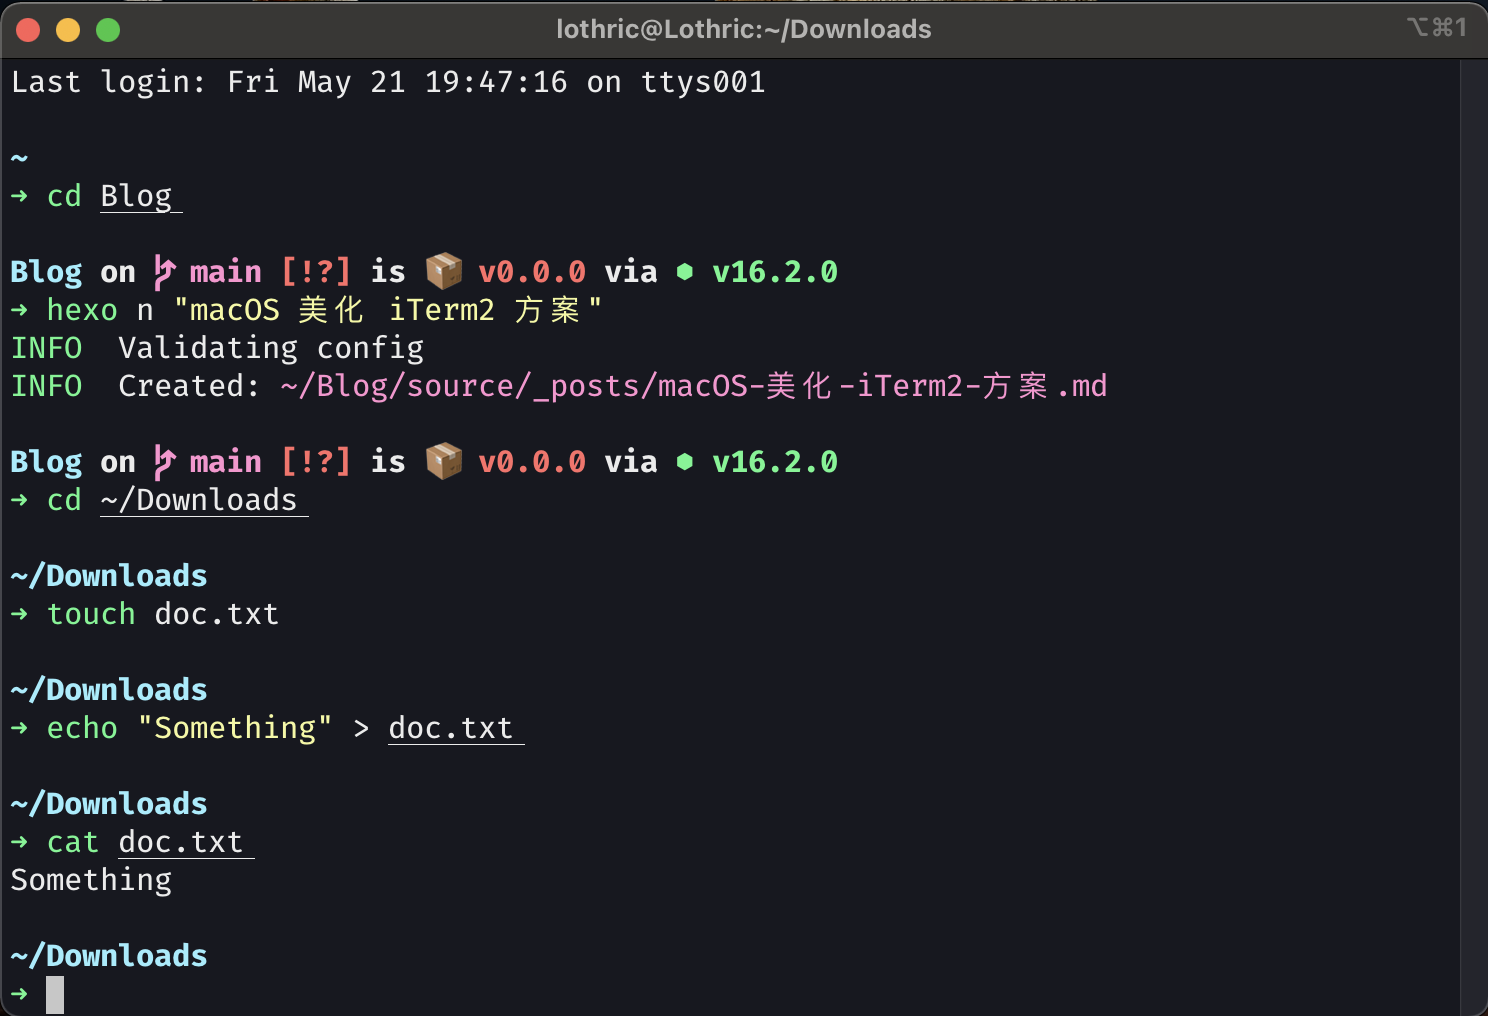 lothric@Lothric:~/Downloads
⌥⌘1
Last login: Fri May 21 19:47:16 on ttys001
~
➜ cd Blog
Blog on main [!?] is 📦 v0.0.0 via ⬢ v16.2.0
➜ hexo n "macOS 美化 iTerm2 方案"
INFO  Validating config
INFO  Created: ~/Blog/source/_posts/macOS-美化-iTerm2-方案.md
Blog on main [!?] is 📦 v0.0.0 via ⬢ v16.2.0
➜ cd ~/Downloads
~/Downloads
➜ touch doc.txt
~/Downloads
➜ echo "Something" > doc.txt
~/Downloads
➜ cat doc.txt
Something
~/Downloads
➜